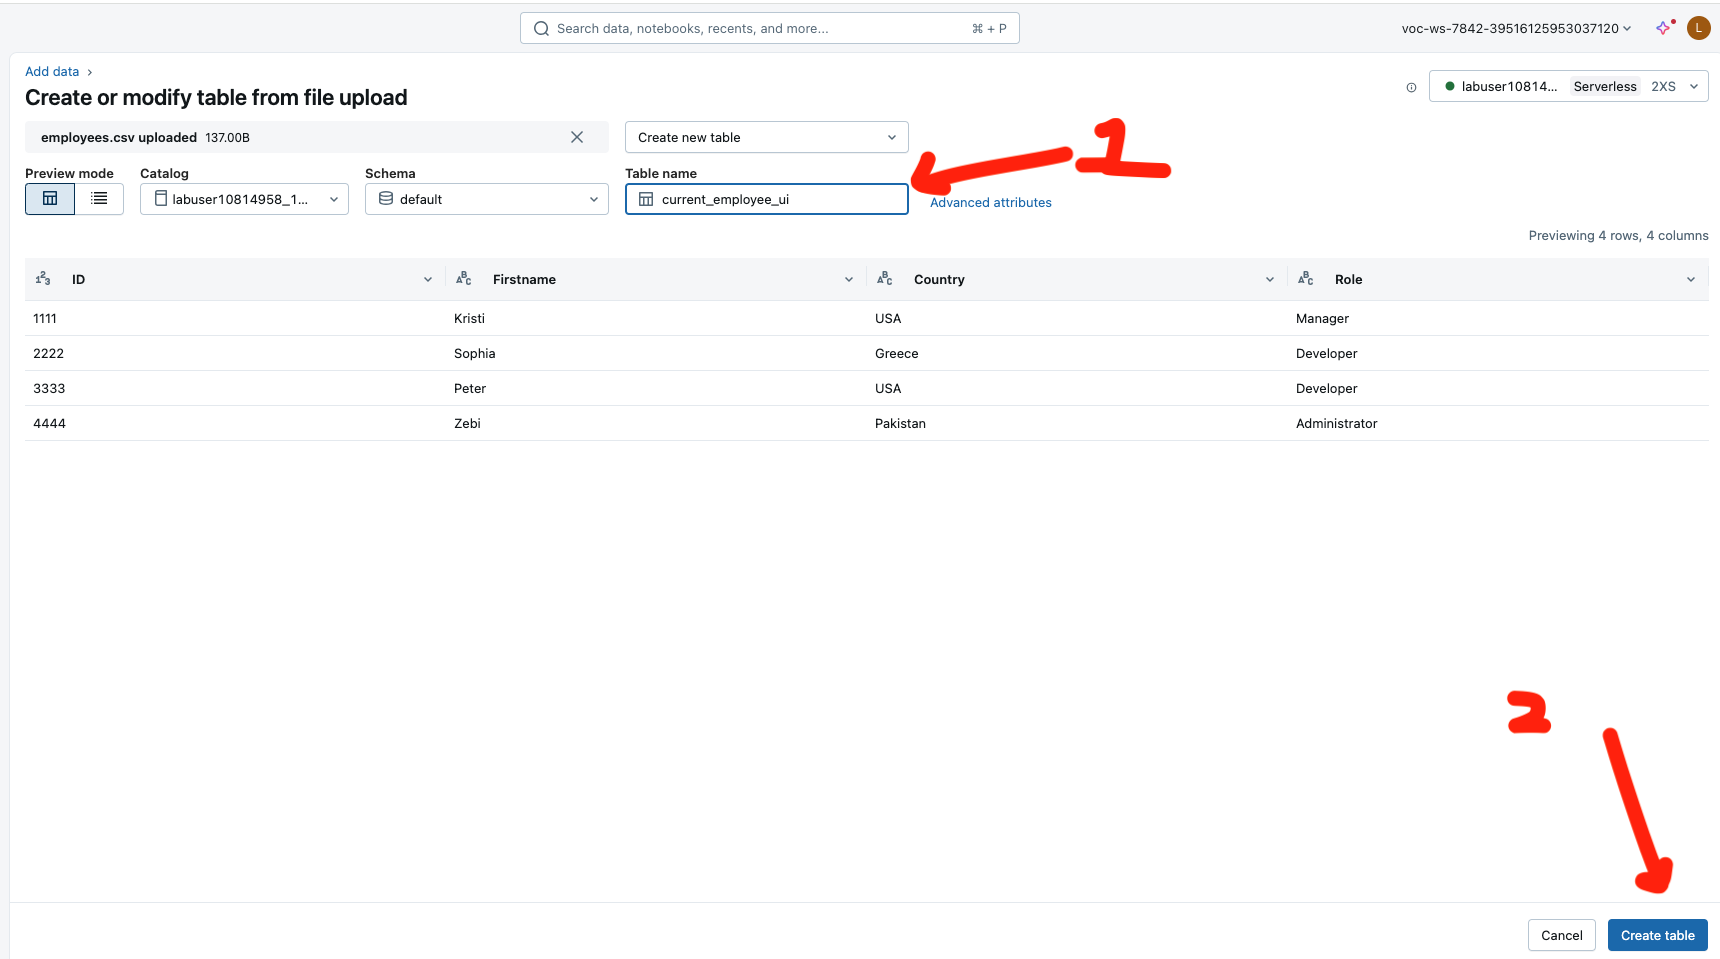 Search data, notebooks, recents, and more... ⌘ + P
voc-ws-7842-39516125953037120
L
Add data ›
Create or modify table from file upload
labuser10814... Serverless 2XS
employees.csv uploaded 137.00B
Create new table
1
Preview mode Catalog Schema Table name
labuser10814958_1... default current_employee_ui
Advanced attributes
Previewing 4 rows, 4 columns
ID Firstname Country Role
1111 Kristi USA Manager
2222 Sophia Greece Developer
3333 Peter USA Developer
4444 Zebi Pakistan Administrator
2
Cancel Create table